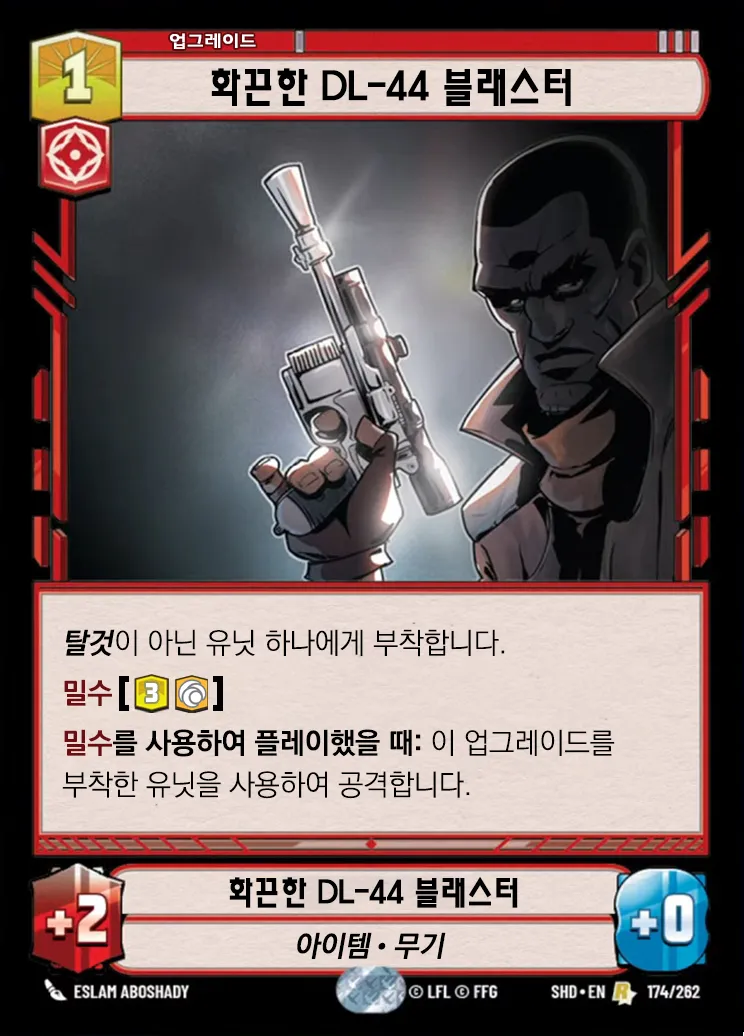 업그레이드
1
화끈한 DL-44 블래스터
탈것이 아닌 유닛 하나에게 부착합니다.
밀수 [3]
밀수를 사용하여 플레이했을 때: 이 업그레이드를
부착한 유닛을 사용하여 공격합니다.
화끈한 DL-44 블래스터
+2
+0
아이템 • 무기
ESLAM ABOSHADY
© LFL © FFG
SHD • EN R 174/262